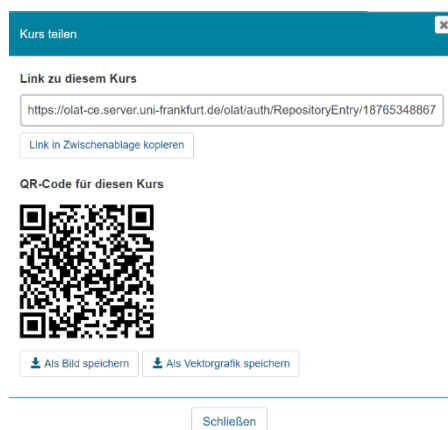 Kurs teilen
Link zu diesem Kurs
https://olat-ce.server.uni-frankfurt.de/olat/auth/RepositoryEntry/18765348867
Link in Zwischenablage kopieren
QR-Code für diesen Kurs
Als Bild speichern Als Vektorgrafik speichern
Schließen